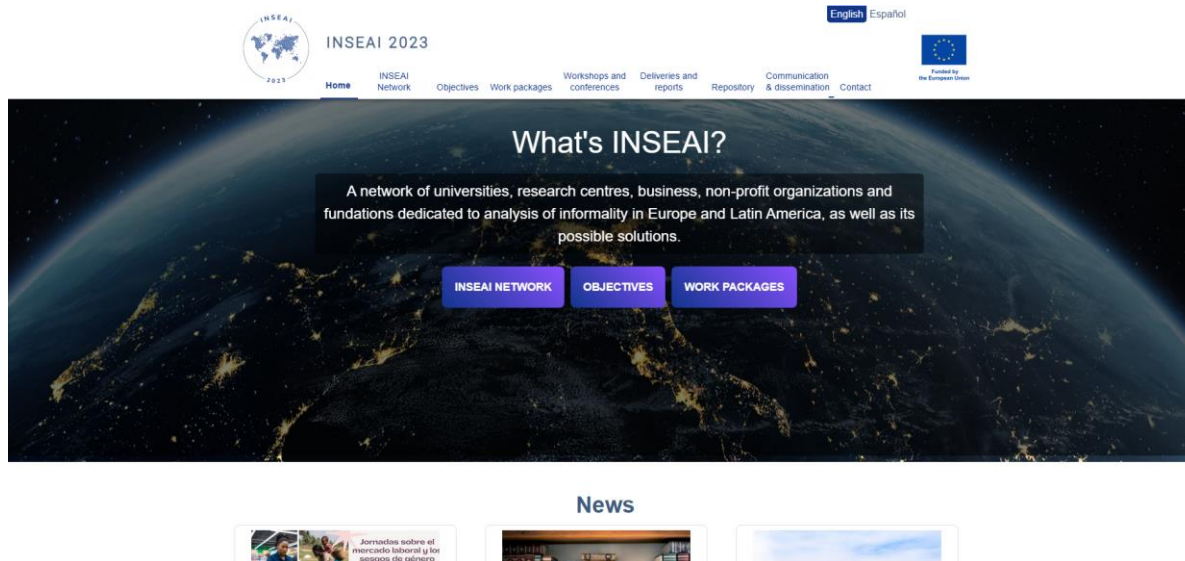 English Español
INSEAI
2023
INSEAI 2023
Funded by
the European Union
Home
INSEAI
Network
Objectives
Work packages
Workshops and
conferences
Deliveries and
reports
Repository
Communication
& dissemination
Contact
What's INSEAI?
A network of universities, research centres, business, non-profit organizations and
fundations dedicated to analysis of informality in Europe and Latin America, as well as its
possible solutions.
INSEAI NETWORK
OBJECTIVES
WORK PACKAGES
News
Jornadas sobre el
mercado laboral y los
sesgos de género